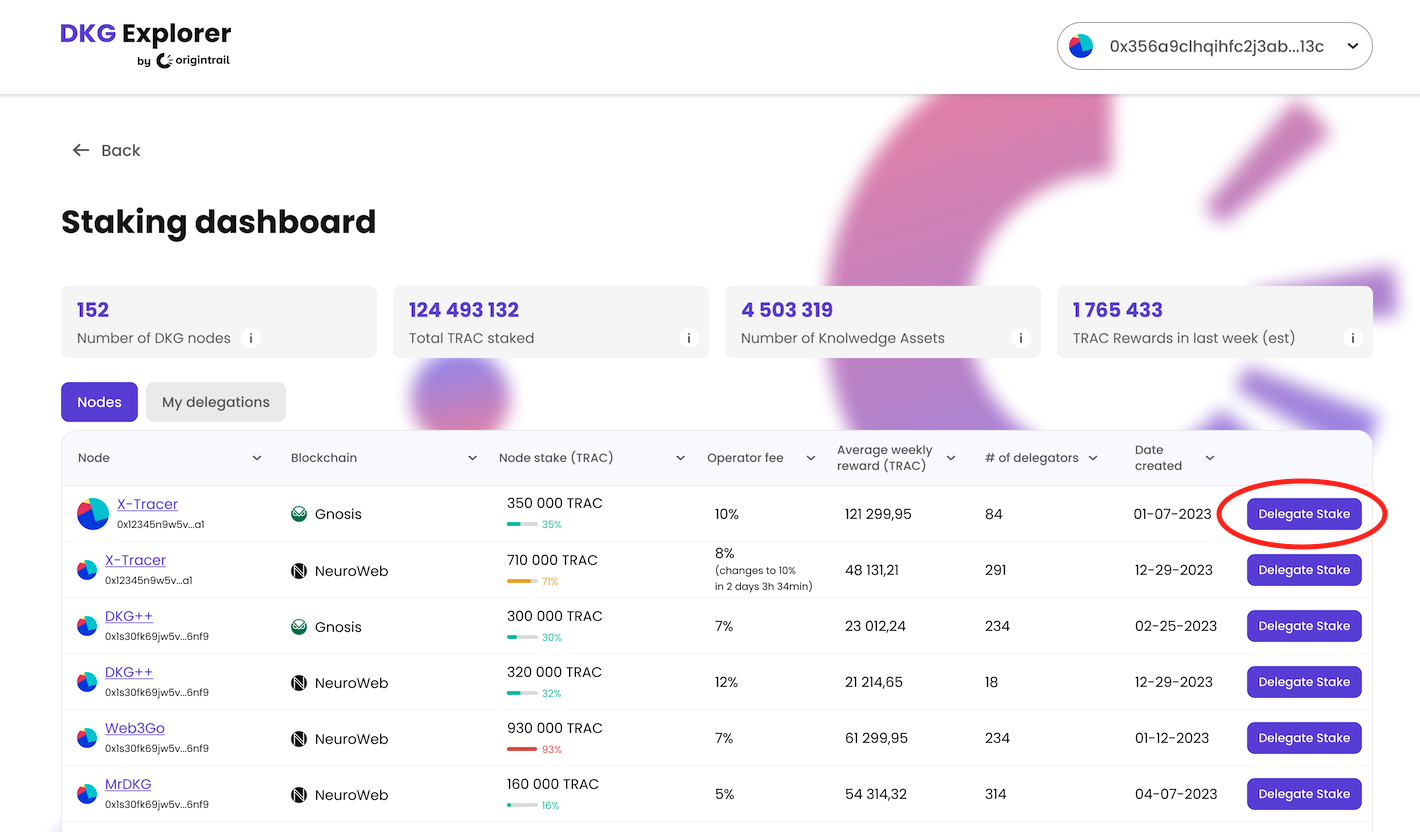 DKG Explorer
by origintrail
0x356a9clhqihfc2j3ab...13c
Back
Staking dashboard
152
Number of DKG nodes i
124 493 132
Total TRAC staked i
4 503 319
Number of Knolwedge Assets i
1 765 433
TRAC Rewards in last week (est) i
Nodes
My delegations
Node
Blockchain
Node stake (TRAC)
Operator fee
Average weekly
reward (TRAC)
# of delegators
Date
created
X-Tracer
0x12345n9w5v...a1
Gnosis
350 000 TRAC
35%
10%
121 299,95
84
01-07-2023
Delegate Stake
X-Tracer
0x12345n9w5v...a1
NeuroWeb
710 000 TRAC
71%
8%
(changes to 10%
in 2 days 3h 34min)
48 131,21
291
12-29-2023
Delegate Stake
DKG++
0x1s30fk69jw5v...6nf9
Gnosis
300 000 TRAC
30%
7%
23 012,24
234
02-25-2023
Delegate Stake
DKG++
0x1s30fk69jw5v...6nf9
NeuroWeb
320 000 TRAC
32%
12%
21 214,65
18
12-29-2023
Delegate Stake
Web3Go
0x1s30fk69jw5v...6nf9
NeuroWeb
930 000 TRAC
93%
7%
61 299,95
234
01-12-2023
Delegate Stake
MrDKG
0x1s30fk69jw5v...6nf9
NeuroWeb
160 000 TRAC
16%
5%
54 314,32
314
04-07-2023
Delegate Stake